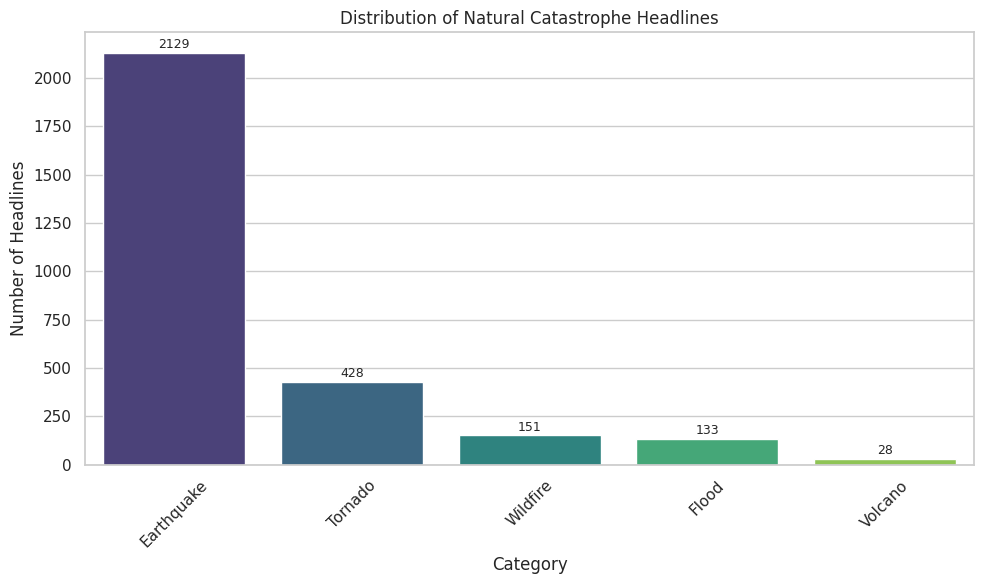 Distribution of Natural Catastrophe Headlines
2129
2000
1750
1500
1250
1000
750
500
250
0
Number of Headlines
428
151
133
28
Earthquake
Tornado
Wildfire
Flood
Volcano
Category